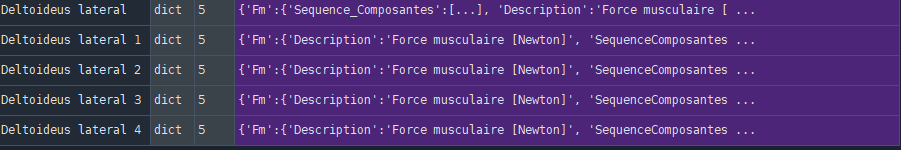 Deltoideus lateral dict 5 {'Fm':{'Sequence_Composantes':[...], 'Description':'Force musculaire [ ...
Deltoideus lateral 1 dict 5 {'Fm':{'Description':'Force musculaire [Newton]', 'SequenceComposantes ...
Deltoideus lateral 2 dict 5 {'Fm':{'Description':'Force musculaire [Newton]', 'SequenceComposantes ...
Deltoideus lateral 3 dict 5 {'Fm':{'Description':'Force musculaire [Newton]', 'SequenceComposantes ...
Deltoideus lateral 4 dict 5 {'Fm':{'Description':'Force musculaire [Newton]', 'SequenceComposantes ...